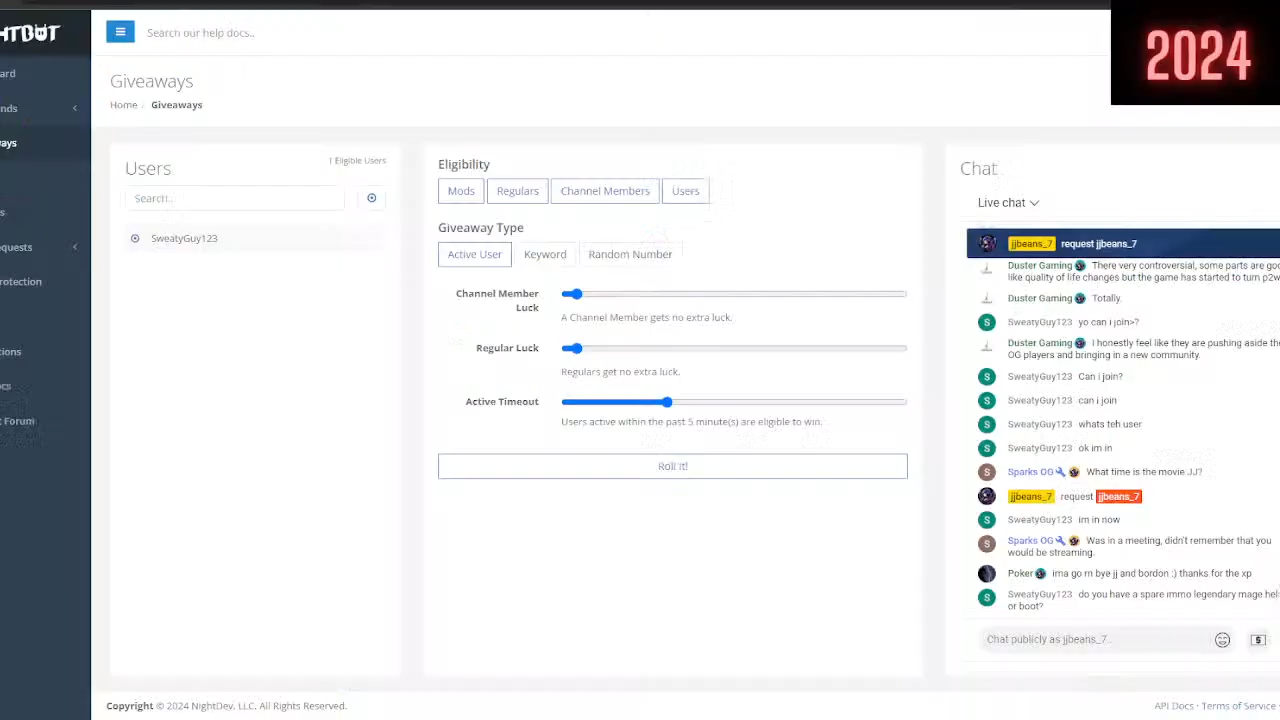 HTBOT
2024
Search our help docs..
Giveaways
Home / Giveaways
ard
nds
ays
s
equests
rotection
tions
cs
t Forum
Users
1 Eligible Users
Search..
SweatyGuy123
Eligibility
Mods Regulars Channel Members Users
Giveaway Type
Active User Keyword Random Number
Channel Member
Luck
A Channel Member gets no extra luck.
Regular Luck
Regulars get no extra luck.
Active Timeout
Users active within the past 5 minute(s) are eligible to win.
Roll It!
Chat
Live chat
jjbeans_7 request jjbeans_7
Duster Gaming There very controversial, some parts are goo
like quality of life changes but the game has started to turn p2w
Duster Gaming Totally.
SweatyGuy123 yo can i join>?
Duster Gaming I honestly feel like they are pushing aside the
OG players and bringing in a new community.
S SweatyGuy123 Can i join?
S SweatyGuy123 can i join
S SweatyGuy123 whats teh user
S SweatyGuy123 ok im in
S Sparks OG What time is the movie JJ?
jjbeans_7 request jjbeans_7
S SweatyGuy123 im in now
S Sparks OG Was in a meeting, didn't remember that you
would be streaming.
Poker ima go rn bye jj and bordon :) thanks for the xp
S SweatyGuy123 do you have a spare immo legendary mage hel
or boot?
Chat publicly as jjbeans_7...
Copyright © 2024 NightDev, LLC. All Rights Reserved.
API Docs · Terms of Service ·